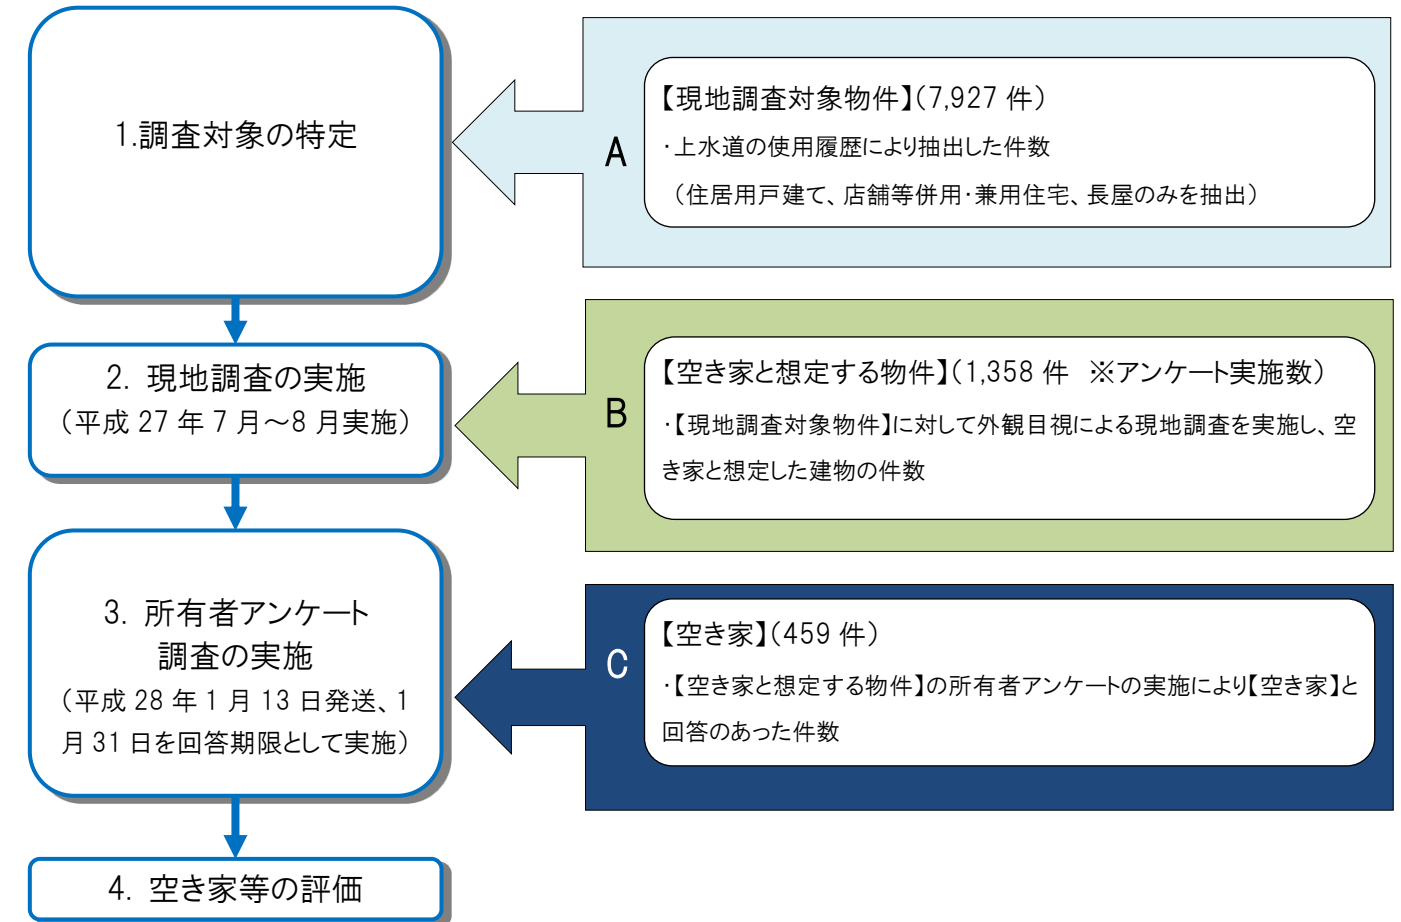 1.調査対象の特定
A
【現地調査対象物件】(7,927 件)
・上水道の使用履歴により抽出した件数
(住居用戸建て、店舗等併用・兼用住宅、長屋のみを抽出)
2. 現地調査の実施
(平成 27 年 7 月～8 月実施)
B
【空き家と想定する物件】(1,358 件 ※アンケート実施数)
・【現地調査対象物件】に対して外観目視による現地調査を実施し、空
き家と想定した建物の件数
3. 所有者アンケート
調査の実施
(平成 28 年 1 月 13 日発送、1
月 31 日を回答期限として実施)
C
【空き家】(459 件)
・【空き家と想定する物件】の所有者アンケートの実施により【空き家】と
回答のあった件数
4. 空き家等の評価